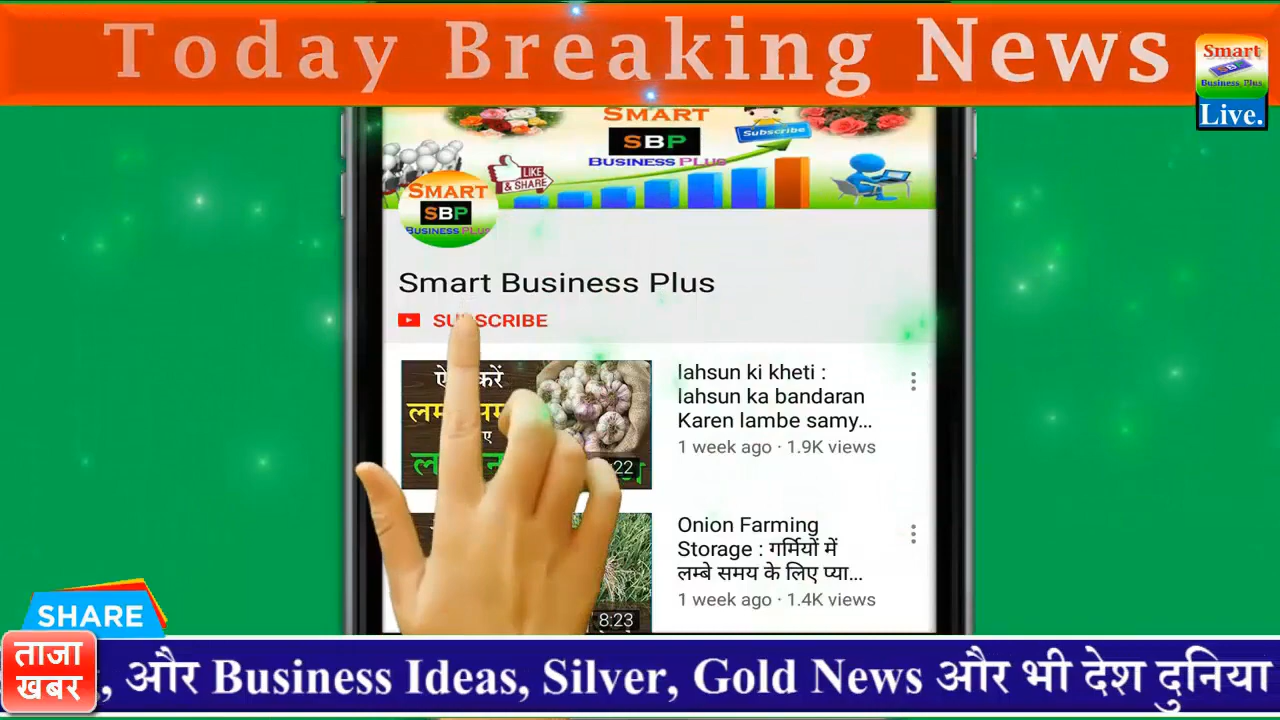 Today Breaking News
Smart
Business Plus
Live.
SMART
SBP
BUSINESS PLUS
Subscribe
LIKE
& SHARE
SMART
SBP
BUSINESS PLUS
Smart Business Plus
SUBSCRIBE
lahsun ki kheti :
lahsun ka bandaran
Karen lambe samy...
1 week ago · 1.9K views
Onion Farming
Storage : गर्मियों में
लम्बे समय के लिए प्या...
1 week ago · 1.4K views
8:23
SHARE
ताजा
खबर
, और Business Ideas, Silver, Gold News और भी देश दुनिया